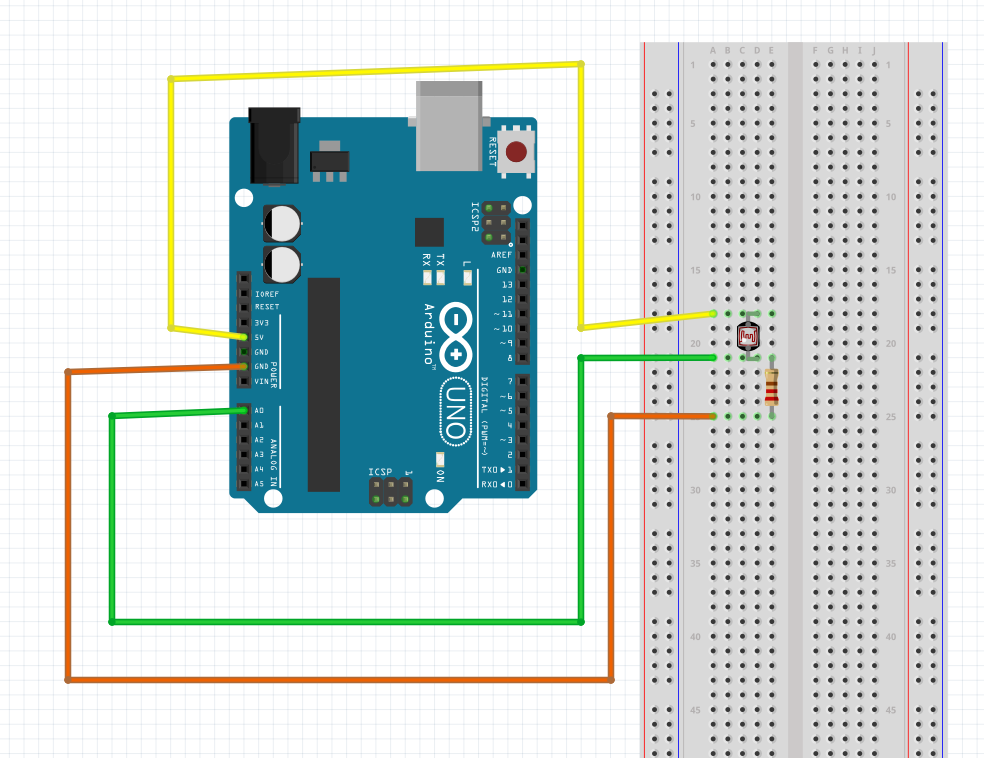 A B C D E F G H I J
1 1
5 5
10 10
15 15
20 20
25 25
30 30
35 35
40 40
45 45
RESET
ICSP2
AREF
GND
13
12
~11
~10
~9
8
7
~6
~5
4
~3
2
TX0▶1
RX0◀0
DIGITAL (PWM=~)
RX
TX
L
Arduino™
UNO
ON
ICSP
1
IOREF
RESET
3V3
5V
GND
GND
VIN
POWER
A0
A1
A2
A3
A4
A5
ANALOG IN